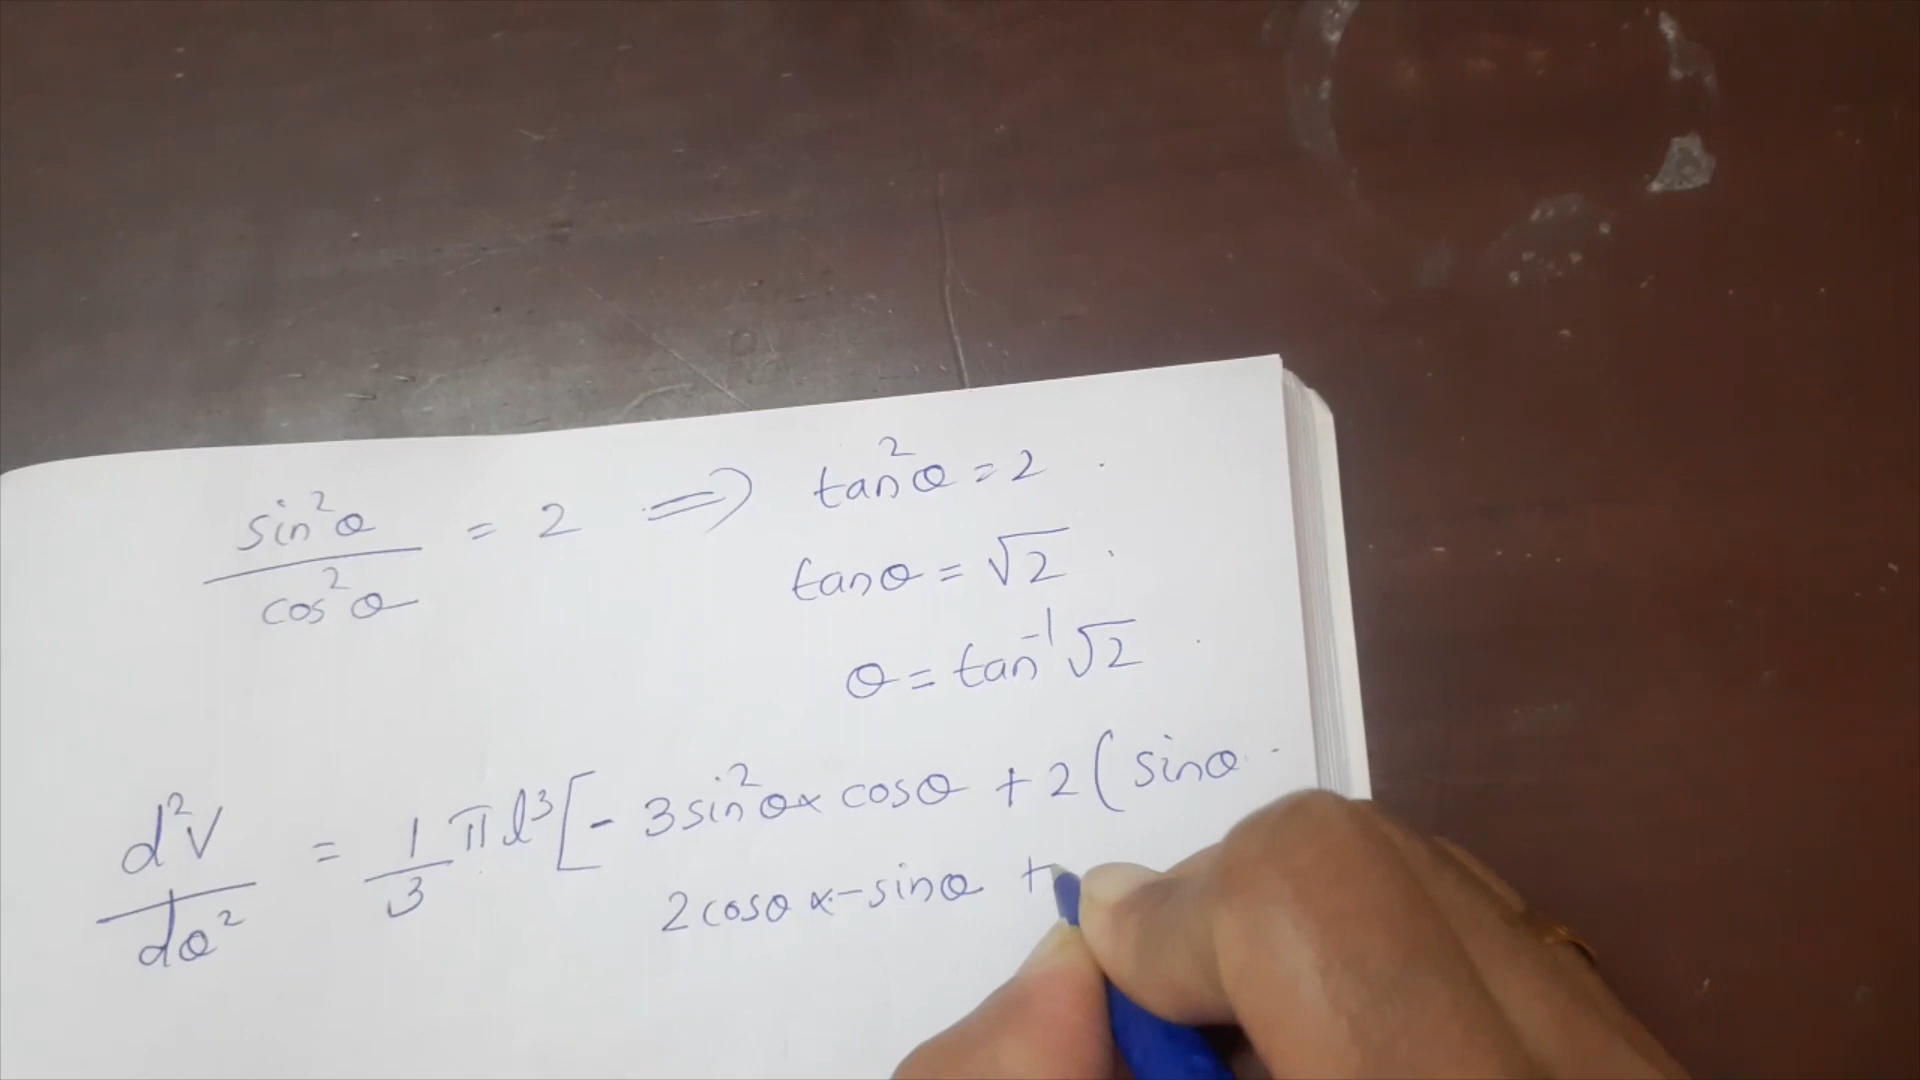 sin²θ / cos²θ = 2 ⟹ tan²θ = 2
tanθ = √2
θ = tan⁻¹√2
d²V / dθ² = 1/3 πl³ [ - 3sin²θ × cosθ + 2 ( sinθ ·
2cosθ × -sinθ +